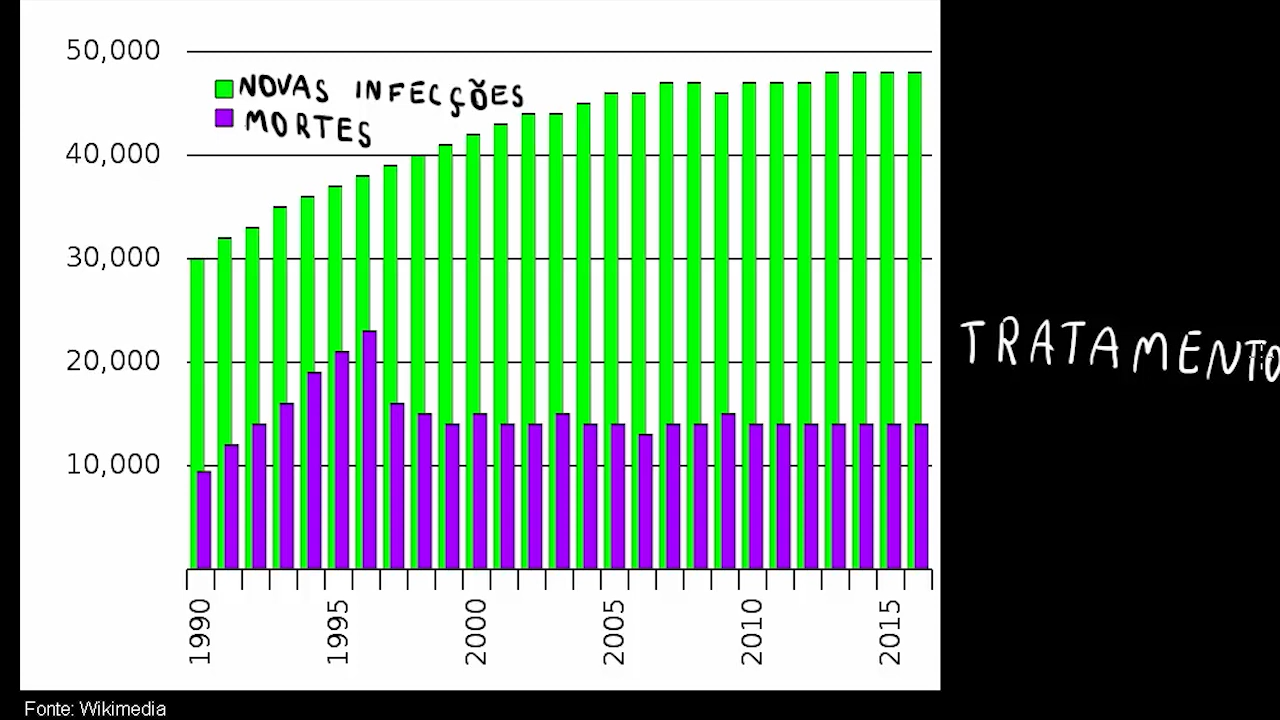 50,000
NOVAS INFECÇÕES
MORTES
40,000
30,000
20,000
10,000
1990
1995
2000
2005
2010
2015
TRATAMENTO
Fonte: Wikimedia